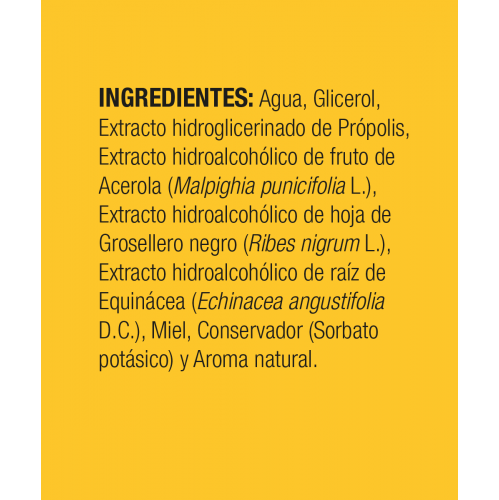 INGREDIENTES: Agua, Glicerol,
Extracto hidroglicerinado de Própolis,
Extracto hidroalcohólico de fruto de
Acerola (Malpighia punicifolia L.),
Extracto hidroalcohólico de hoja de
Grosellero negro (Ribes nigrum L.),
Extracto hidroalcohólico de raíz de
Equinácea (Echinacea angustifolia
D.C.), Miel, Conservador (Sorbato
potásico) y Aroma natural.